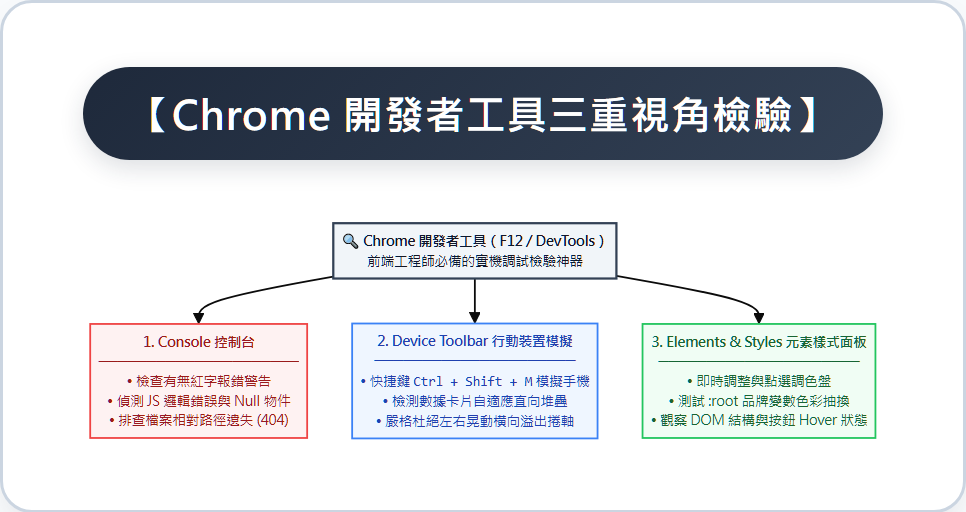 【Chrome 開發者工具三重視角檢驗】
🔍 Chrome 開發者工具 ( F12 / DevTools )
前端工程師必備的實機調試檢驗神器
1. Console 控制台
• 檢查有無紅字報錯警告
• 偵測 JS 邏輯錯誤與 Null 物件
• 排查檔案相對路徑遺失 (404)
2. Device Toolbar 行動裝置模擬
• 快捷鍵 Ctrl + Shift + M 模擬手機
• 檢測數據卡片自適應直向堆疊
• 嚴格杜絕左右晃動橫向溢出捲軸
3. Elements & Styles 元素樣式面板
• 即時調整與點選調色盤
• 測試 :root 品牌變數色彩抽換
• 觀察 DOM 結構與按鈕 Hover 狀態